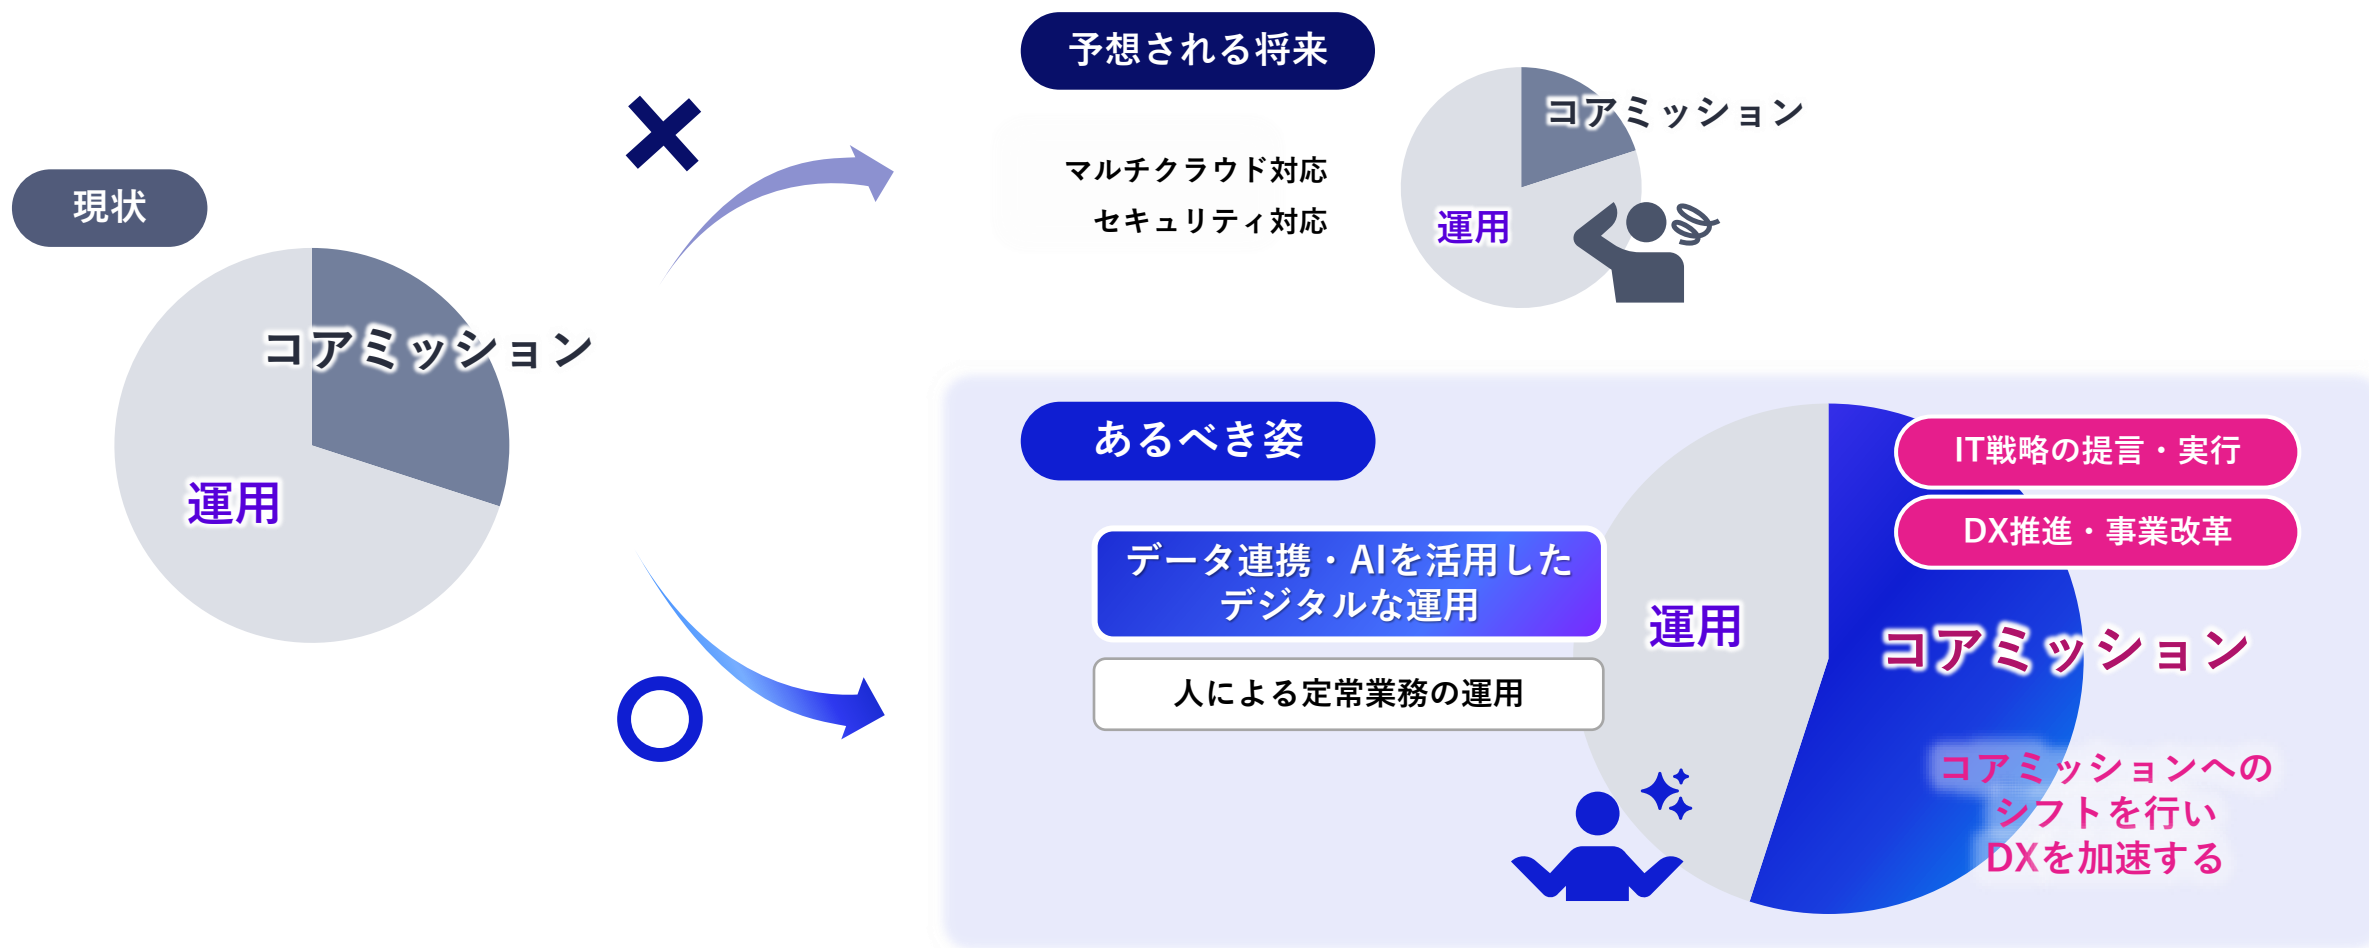 現状
コアミッション
運用
予想される将来
マルチクラウド対応
セキュリティ対応
コアミッション
運用
あるべき姿
データ連携・AIを活用した
デジタルな運用
人による定常業務の運用
運用
IT戦略の提言・実行
DX推進・事業改革
コアミッション
コアミッションへの
シフトを行い
DXを加速する